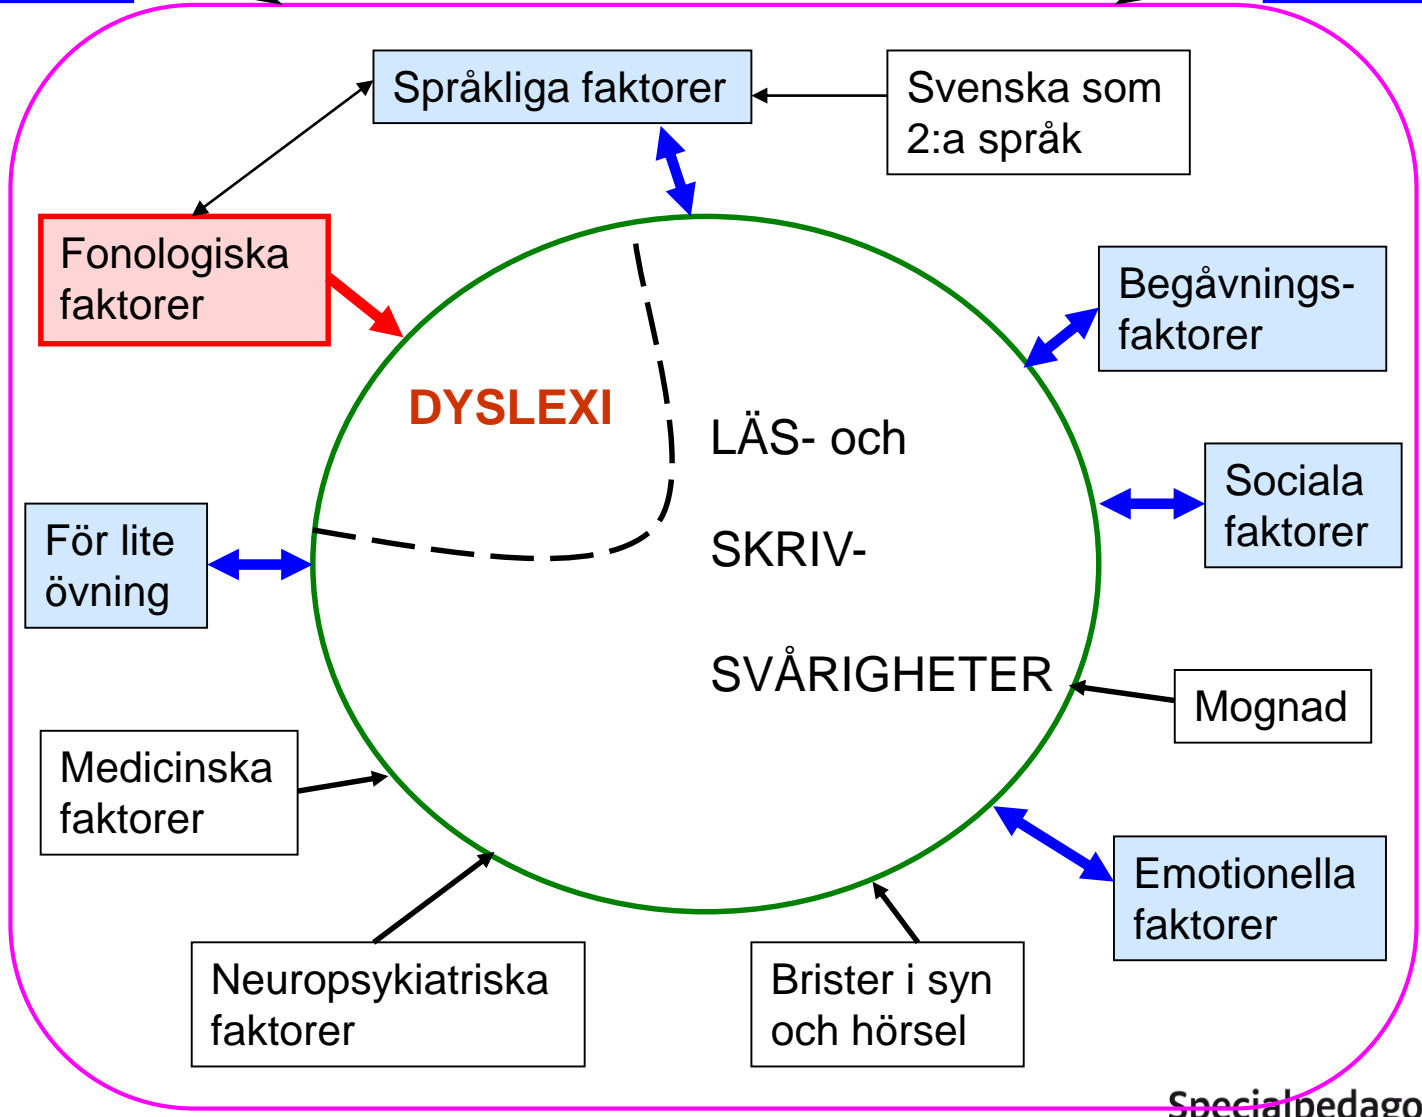 Språkliga faktorer
Svenska som
2:a språk
Fonologiska
faktorer
Begåvnings-
faktorer
DYSLEXI
LÄS- och
SKRIV-
SVÅRIGHETER
Sociala
faktorer
För lite
övning
Mognad
Medicinska
faktorer
Emotionella
faktorer
Neuropsykiatriska
faktorer
Brister i syn
och hörsel
Specialpedago